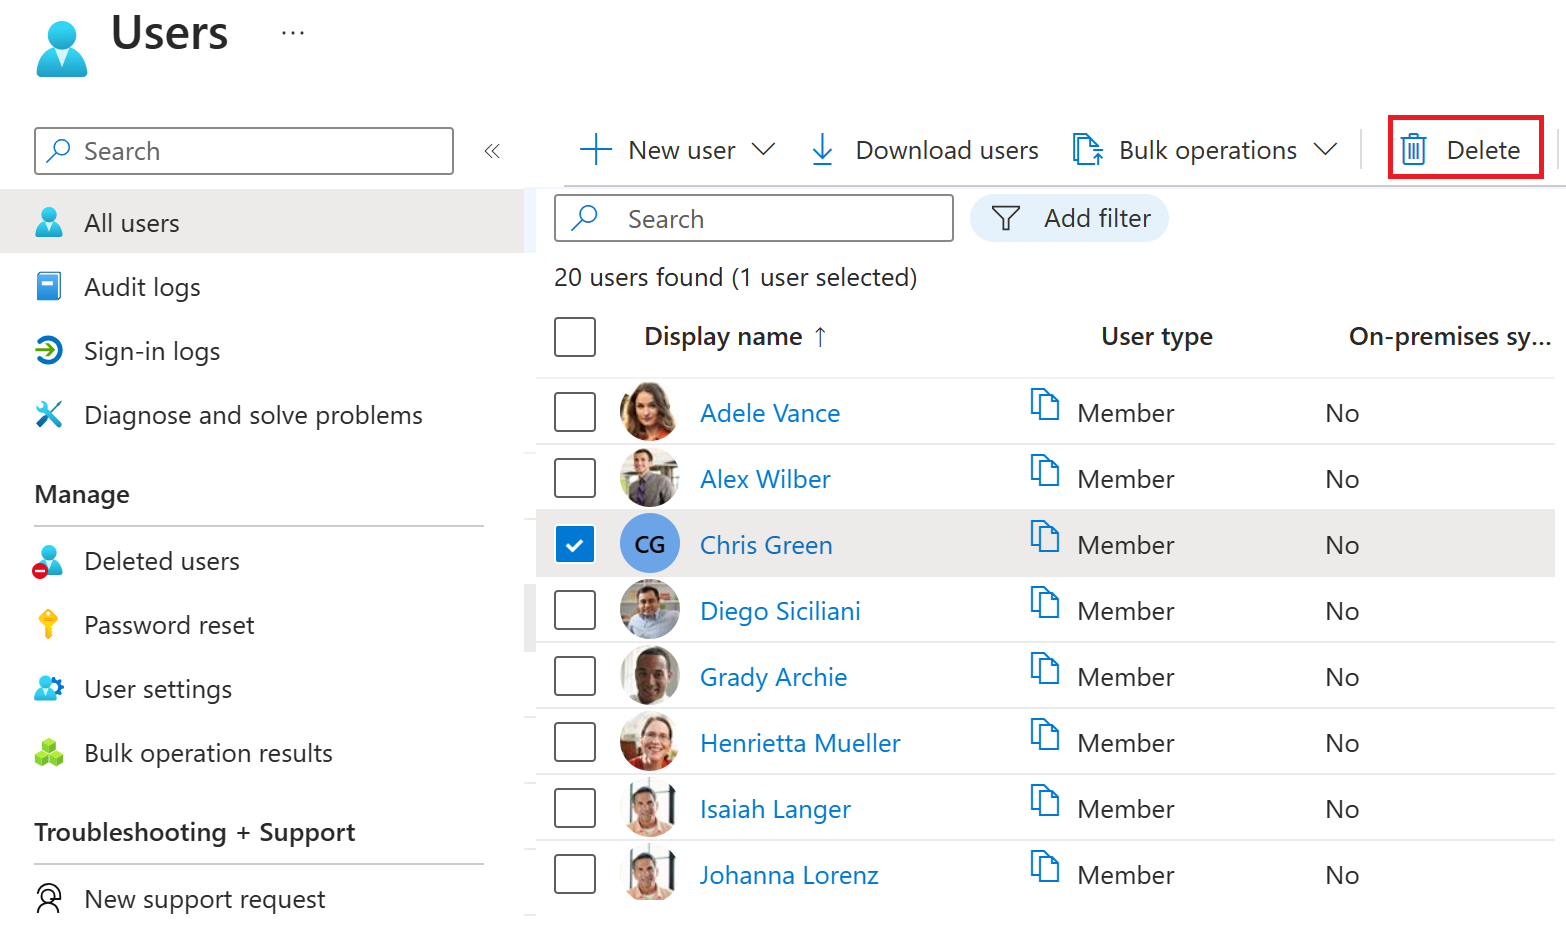 Users ...
Search
«
New user
Download users
Bulk operations
Delete
All users
Audit logs
Sign-in logs
Diagnose and solve problems
Manage
Deleted users
Password reset
User settings
Bulk operation results
Troubleshooting + Support
New support request
Search
Add filter
20 users found (1 user selected)
Display name ↑ User type On-premises sy...
Adele Vance Member No
Alex Wilber Member No
CG Chris Green Member No
Diego Siciliani Member No
Grady Archie Member No
Henrietta Mueller Member No
Isaiah Langer Member No
Johanna Lorenz Member No